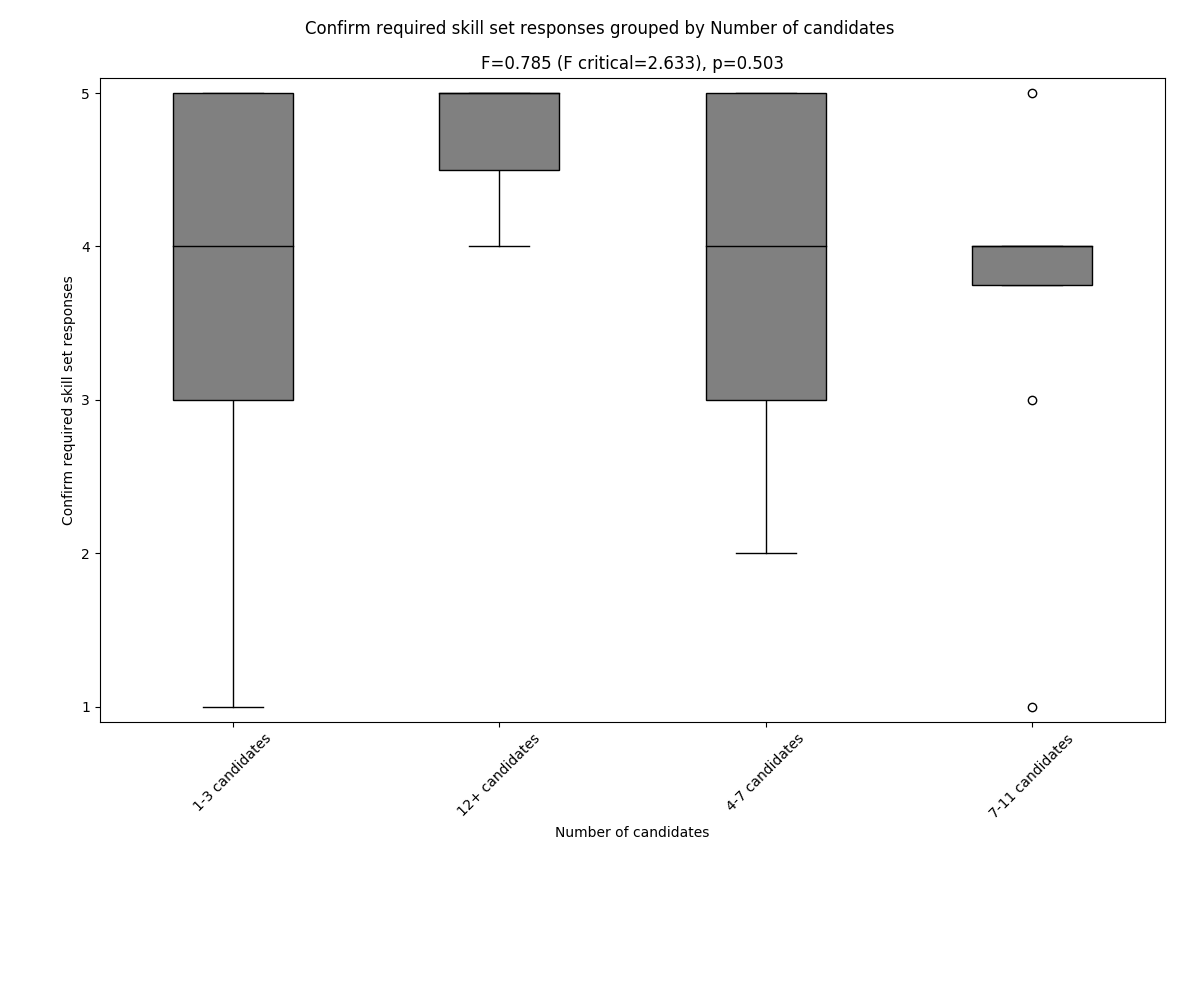 Confirm required skill set responses grouped by Number of candidates
F=0.785 (F critical=2.633), p=0.503
5
4
3
2
1
Confirm required skill set responses
1-3 candidates
12+ candidates
4-7 candidates
7-11 candidates
Number of candidates